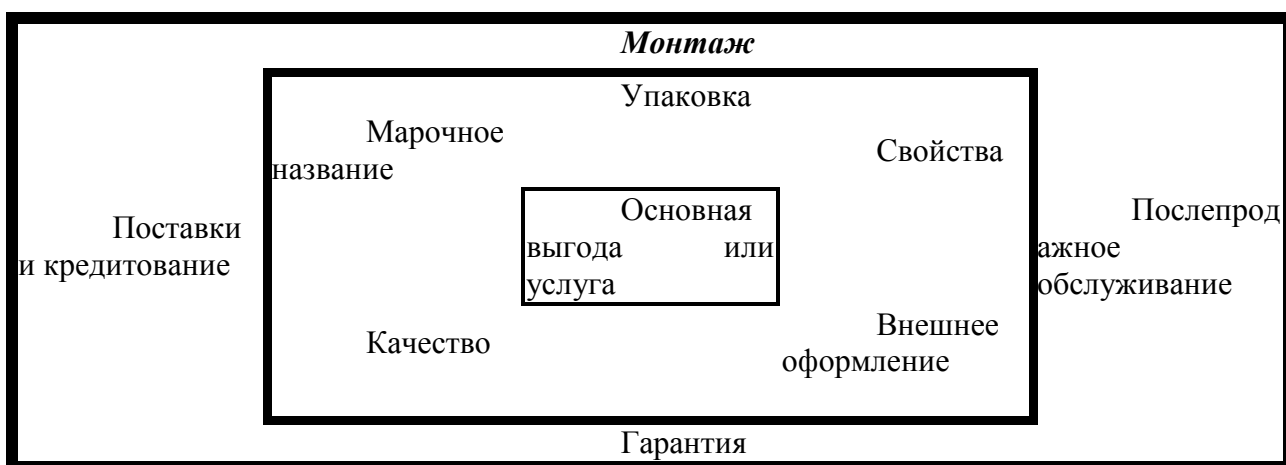 Монтаж
Упаковка
Марочное
название
Свойства
Поставки
и кредитование
Основная
выгода или
услуга
Послепрод
ажное
обслуживание
Качество
Внешнее
оформление
Гарантия